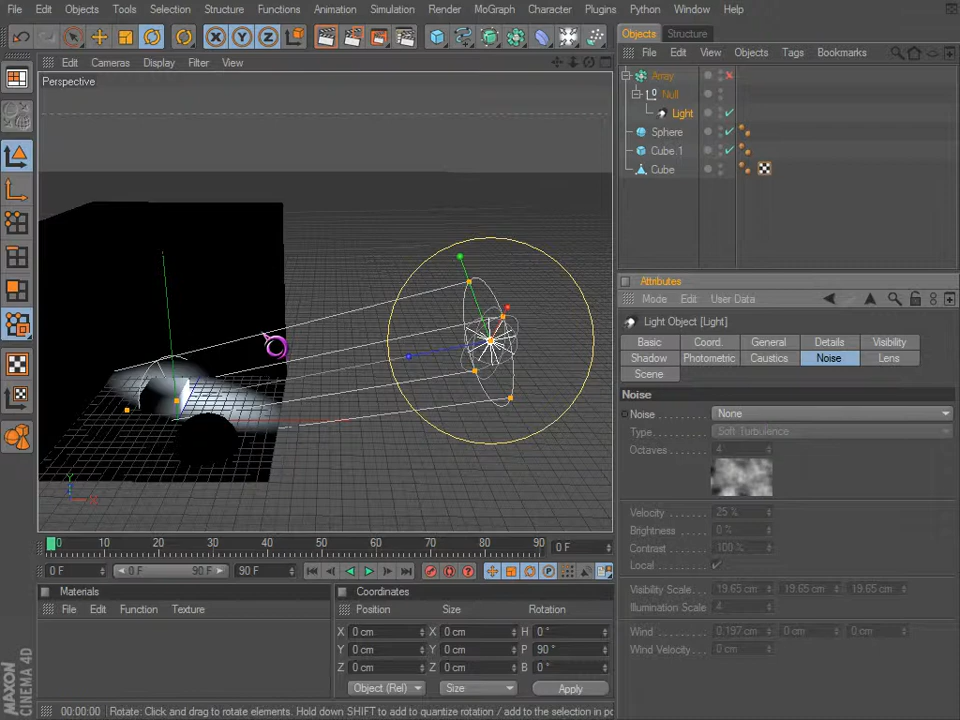 File Edit Objects Tools Selection Structure Functions Animation Simulation Render MoGraph Character Plugins Python Window Help
X Y Z
Objects Structure
File Edit View Objects Tags Bookmarks
Edit Cameras Display Filter View
Perspective
Array
Null
Light
Sphere
Cube.1
Cube
Attributes
Mode Edit User Data
Light Object [Light]
Basic Coord. General Details Visibility
Shadow Photometric Caustics Noise Lens
Scene
Noise
Noise None
Type Soft Turbulence
Octaves 4
Velocity 25 %
Brightness 0 %
Contrast 100 %
Local
Visibility Scale 19.65 cm 19.65 cm 19.65 cm
Illumination Scale 4
Wind 0.197 cm 0 cm 0 cm
Wind Velocity 0 cm
0 10 20 30 40 50 60 70 80 90 0 F
0 F 0 F 90 F 90 F
Materials
File Edit Function Texture
Coordinates
Position Size Rotation
X 0 cm X 0 cm H 0 °
Y 0 cm Y 0 cm P 90 °
Z 0 cm Z 0 cm B 0 °
Object (Rel) Size Apply
MAXON CINEMA 4D
00:00:00 Rotate: Click and drag to rotate elements. Hold down SHIFT to add to quantize rotation / add to the selection in po